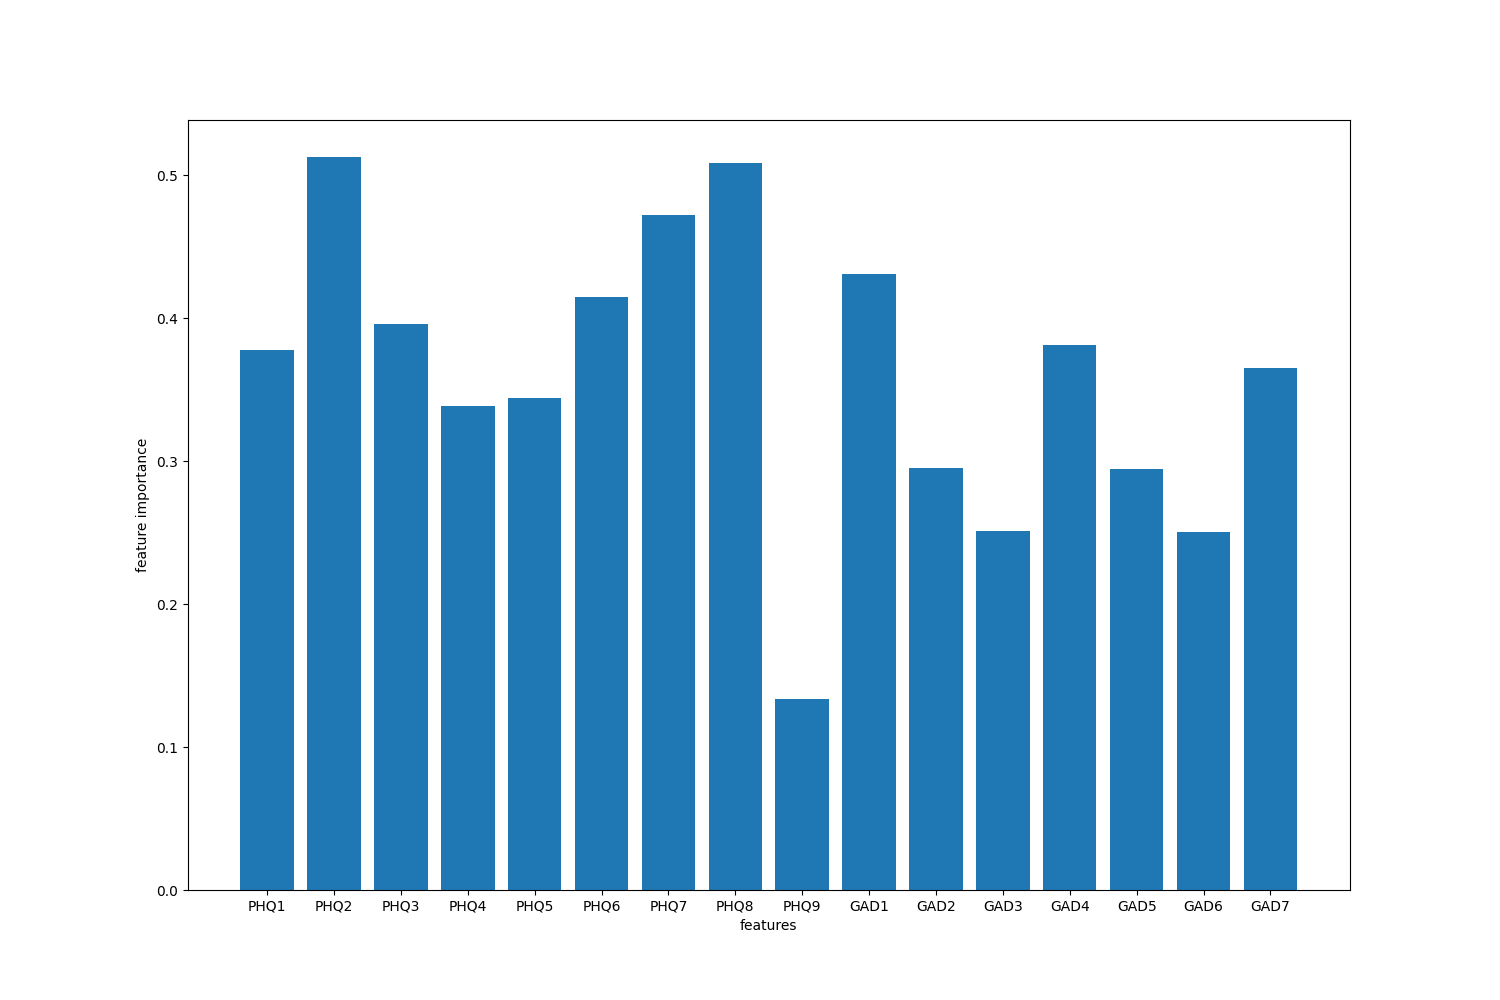 feature importance
0.5
0.4
0.3
0.2
0.1
0.0
PHQ1 PHQ2 PHQ3 PHQ4 PHQ5 PHQ6 PHQ7 PHQ8 PHQ9 GAD1 GAD2 GAD3 GAD4 GAD5 GAD6 GAD7
features